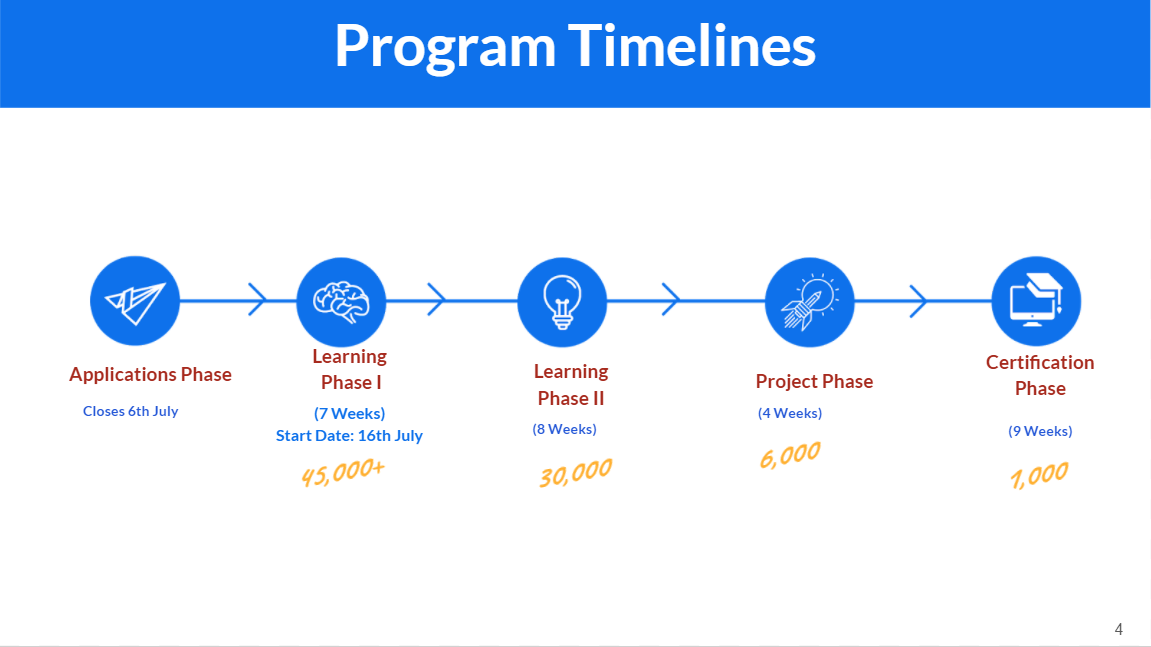 Program Timelines
Applications Phase
Closes 6th July
Learning
Phase I
(7 Weeks)
Start Date: 16th July
45,000+
Learning
Phase II
(8 Weeks)
30,000
Project Phase
(4 Weeks)
6,000
Certification
Phase
(9 Weeks)
1,000
4